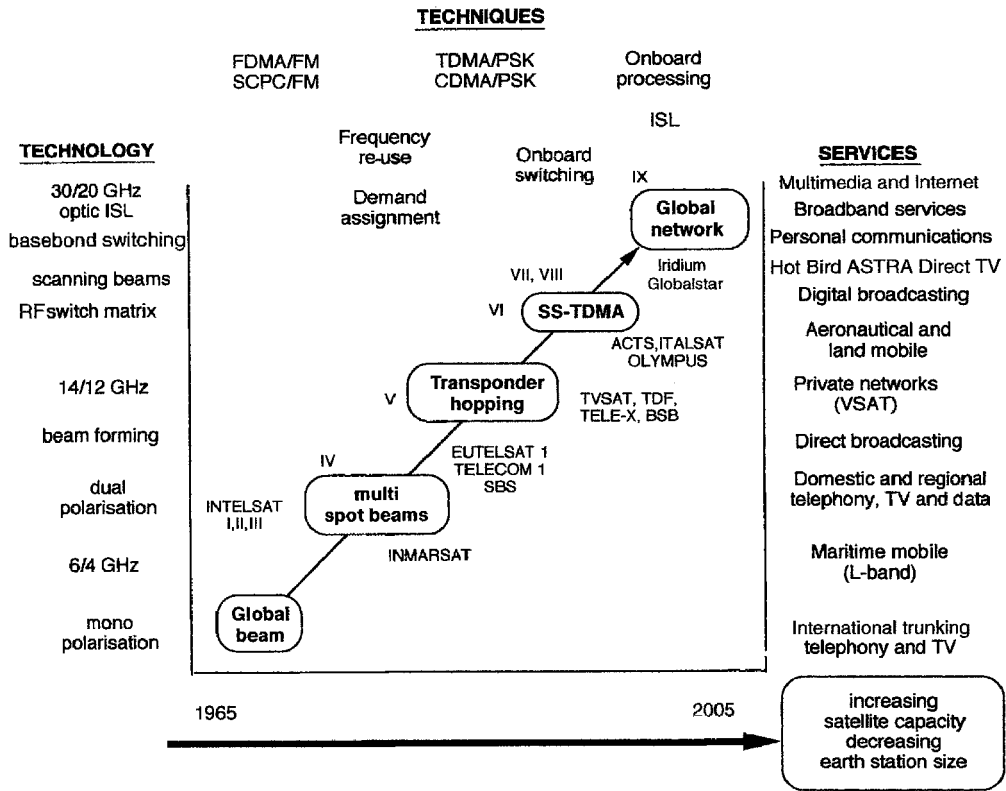 TECHNIQUES
FDMA/FM
SCPC/FM
TDMA/PSK
CDMA/PSK
Onboard
processing
ISL
Frequency
re-use
Onboard
switching
Demand
assignment
TECHNOLOGY
30/20 GHz
optic ISL
basebond switching
scanning beams
RF switch matrix
14/12 GHz
beam forming
dual
polarisation
6/4 GHz
mono
polarisation
IX
Global
network
Iridium
Globalstar
VII, VIII
VI
SS-TDMA
ACTS,ITALSAT
OLYMPUS
V
Transponder
hopping
TVSAT, TDF,
TELE-X, BSB
EUTELSAT 1
TELECOM 1
SBS
IV
multi
spot beams
INTELSAT
I,II,III
INMARSAT
Global
beam
SERVICES
Multimedia and Internet
Broadband services
Personal communications
Hot Bird ASTRA Direct TV
Digital broadcasting
Aeronautical and
land mobile
Private networks
(VSAT)
Direct broadcasting
Domestic and regional
telephony, TV and data
Maritime mobile
(L-band)
International trunking
telephony and TV
1965
2005
increasing
satellite capacity
decreasing
earth station size